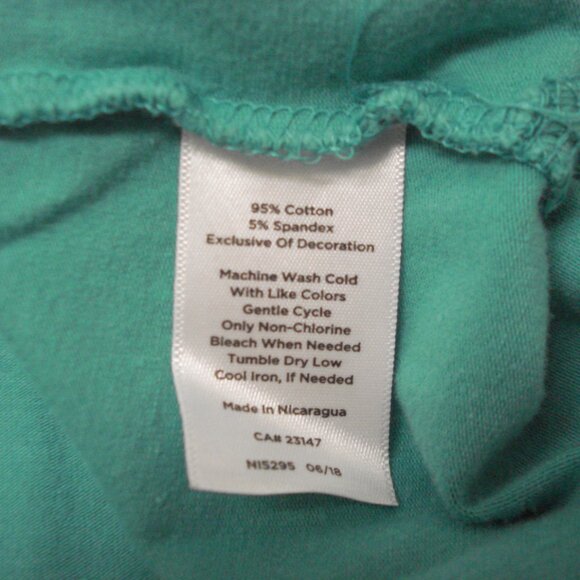 95% Cotton
5% Spandex
Exclusive Of Decoration
Machine Wash Cold
With Like Colors
Gentle Cycle
Only Non-Chlorine
Bleach When Needed
Tumble Dry Low
Cool Iron, If Needed
Made In Nicaragua
CA# 23147
NI5295 06/18